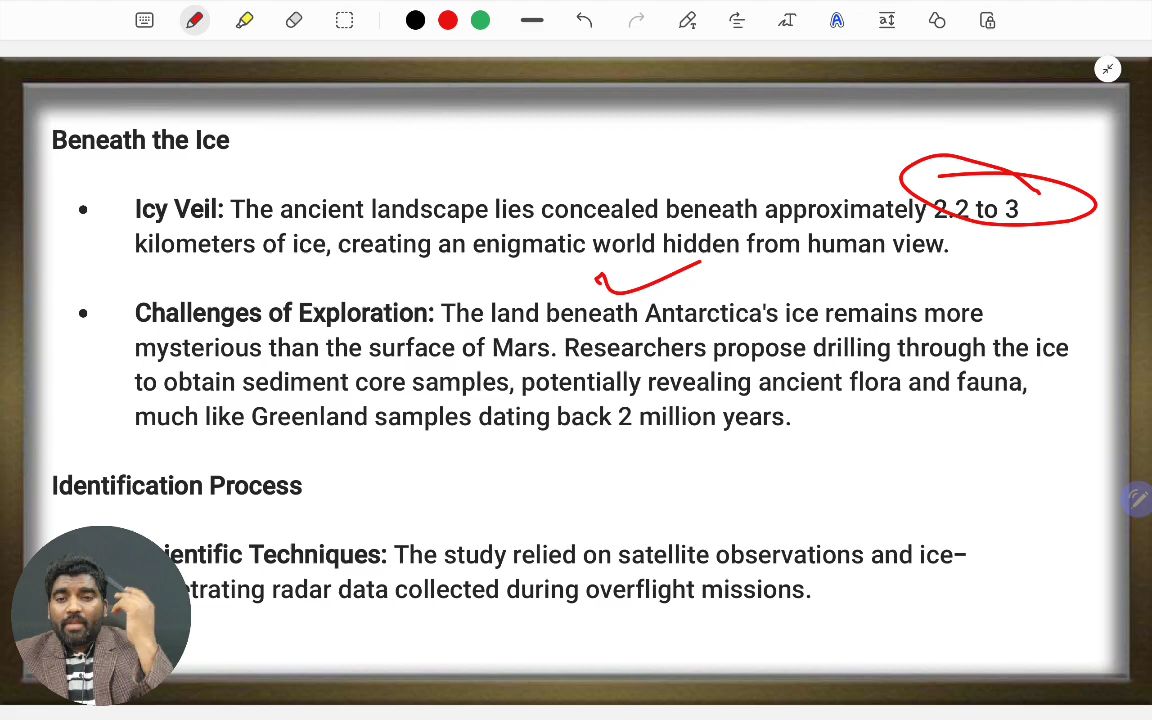 Beneath the Ice
• Icy Veil: The ancient landscape lies concealed beneath approximately 2.2 to 3
kilometers of ice, creating an enigmatic world hidden from human view.
• Challenges of Exploration: The land beneath Antarctica's ice remains more
mysterious than the surface of Mars. Researchers propose drilling through the ice
to obtain sediment core samples, potentially revealing ancient flora and fauna,
much like Greenland samples dating back 2 million years.
Identification Process
ientific Techniques: The study relied on satellite observations and ice-
etrating radar data collected during overflight missions.